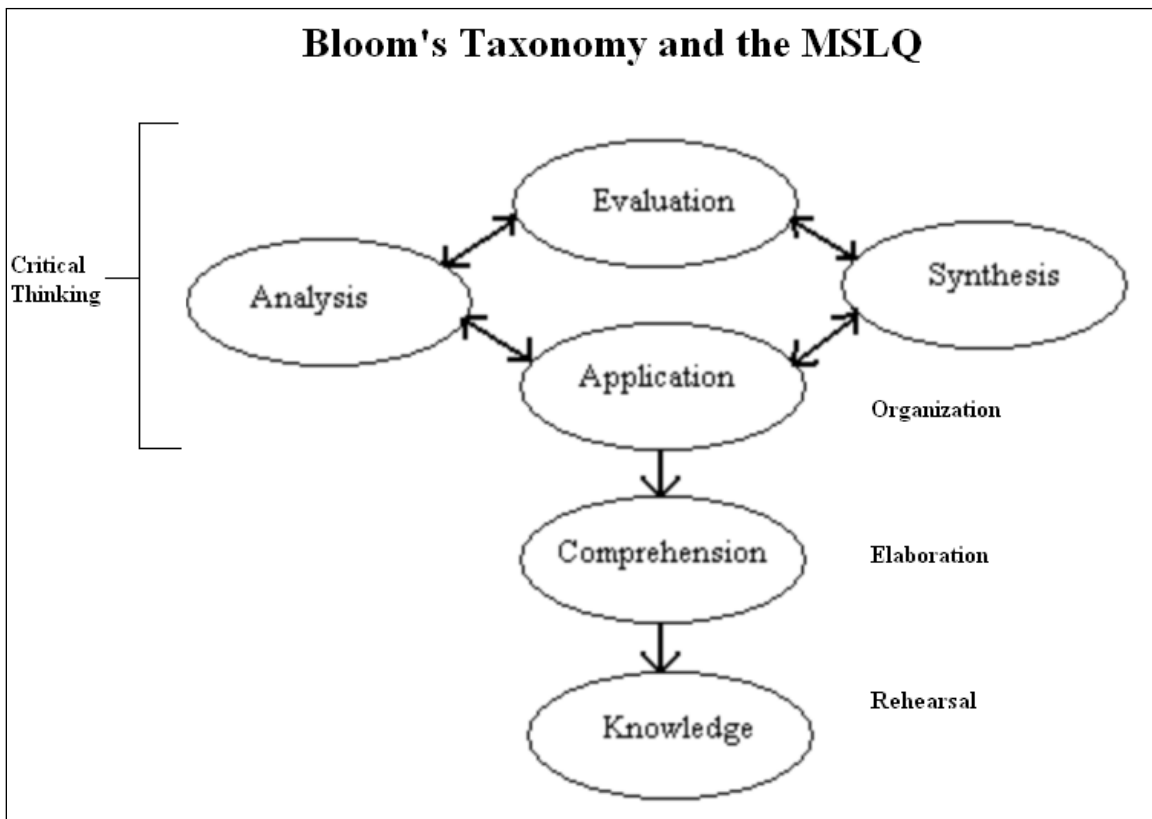 Bloom's Taxonomy and the MSLQ
Evaluation
Critical
Thinking
Analysis
Synthesis
Application
Organization
Comprehension
Elaboration
Knowledge
Rehearsal